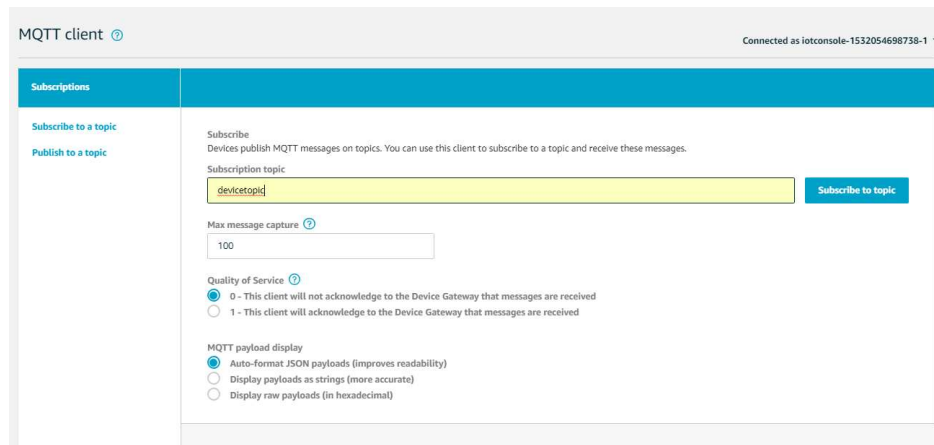 MQTT client ?
Connected as iotconsole-1532054698738-1
Subscriptions
Subscribe to a topic
Publish to a topic
Subscribe
Devices publish MQTT messages on topics. You can use this client to subscribe to a topic and receive these messages.
Subscription topic
devicetopic
Subscribe to topic
Max message capture ?
100
Quality of Service ?
0 - This client will not acknowledge to the Device Gateway that messages are received
1 - This client will acknowledge to the Device Gateway that messages are received
MQTT payload display
Auto-format JSON payloads (improves readability)
Display payloads as strings (more accurate)
Display raw payloads (in hexadecimal)